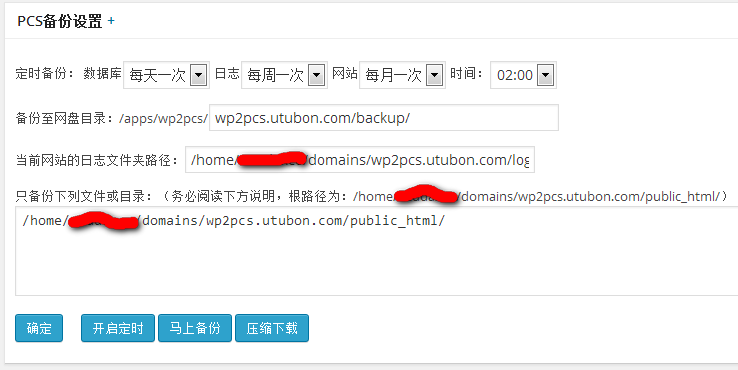 PCS备份设置 +
定时备份： 数据库 每天一次 日志 每周一次 网站 每月一次 时间： 02:00
备份至网盘目录：/apps/wp2pcs/ wp2pcs.utubon.com/backup/
当前网站的日志文件夹路径： /home/ /domains/wp2pcs.utubon.com/log
只备份下列文件或目录：（务必阅读下方说明，根路径为：/home/ /domains/wp2pcs.utubon.com/public_html/）
/home/ /domains/wp2pcs.utubon.com/public_html/
确定 开启定时 马上备份 压缩下载